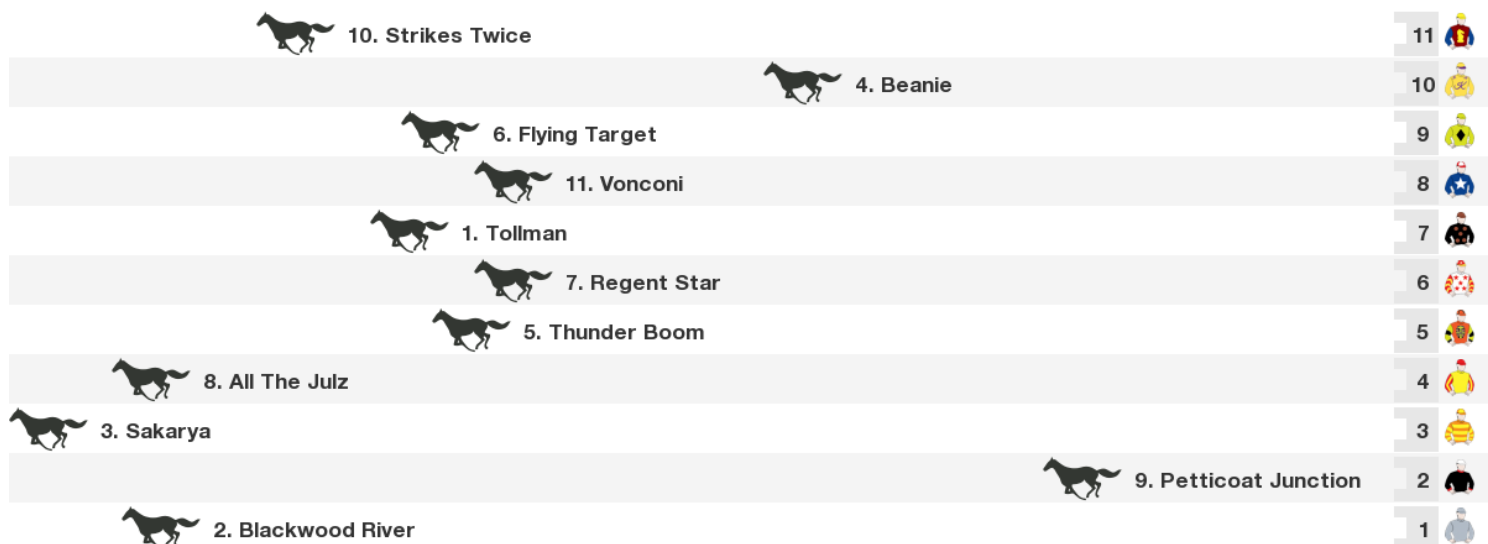 10. Strikes Twice 11
4. Beanie 10
6. Flying Target 9
11. Vonconi 8
1. Tollman 7
7. Regent Star 6
5. Thunder Boom 5
8. All The Julz 4
3. Sakarya 3
9. Petticoat Junction 2
2. Blackwood River 1